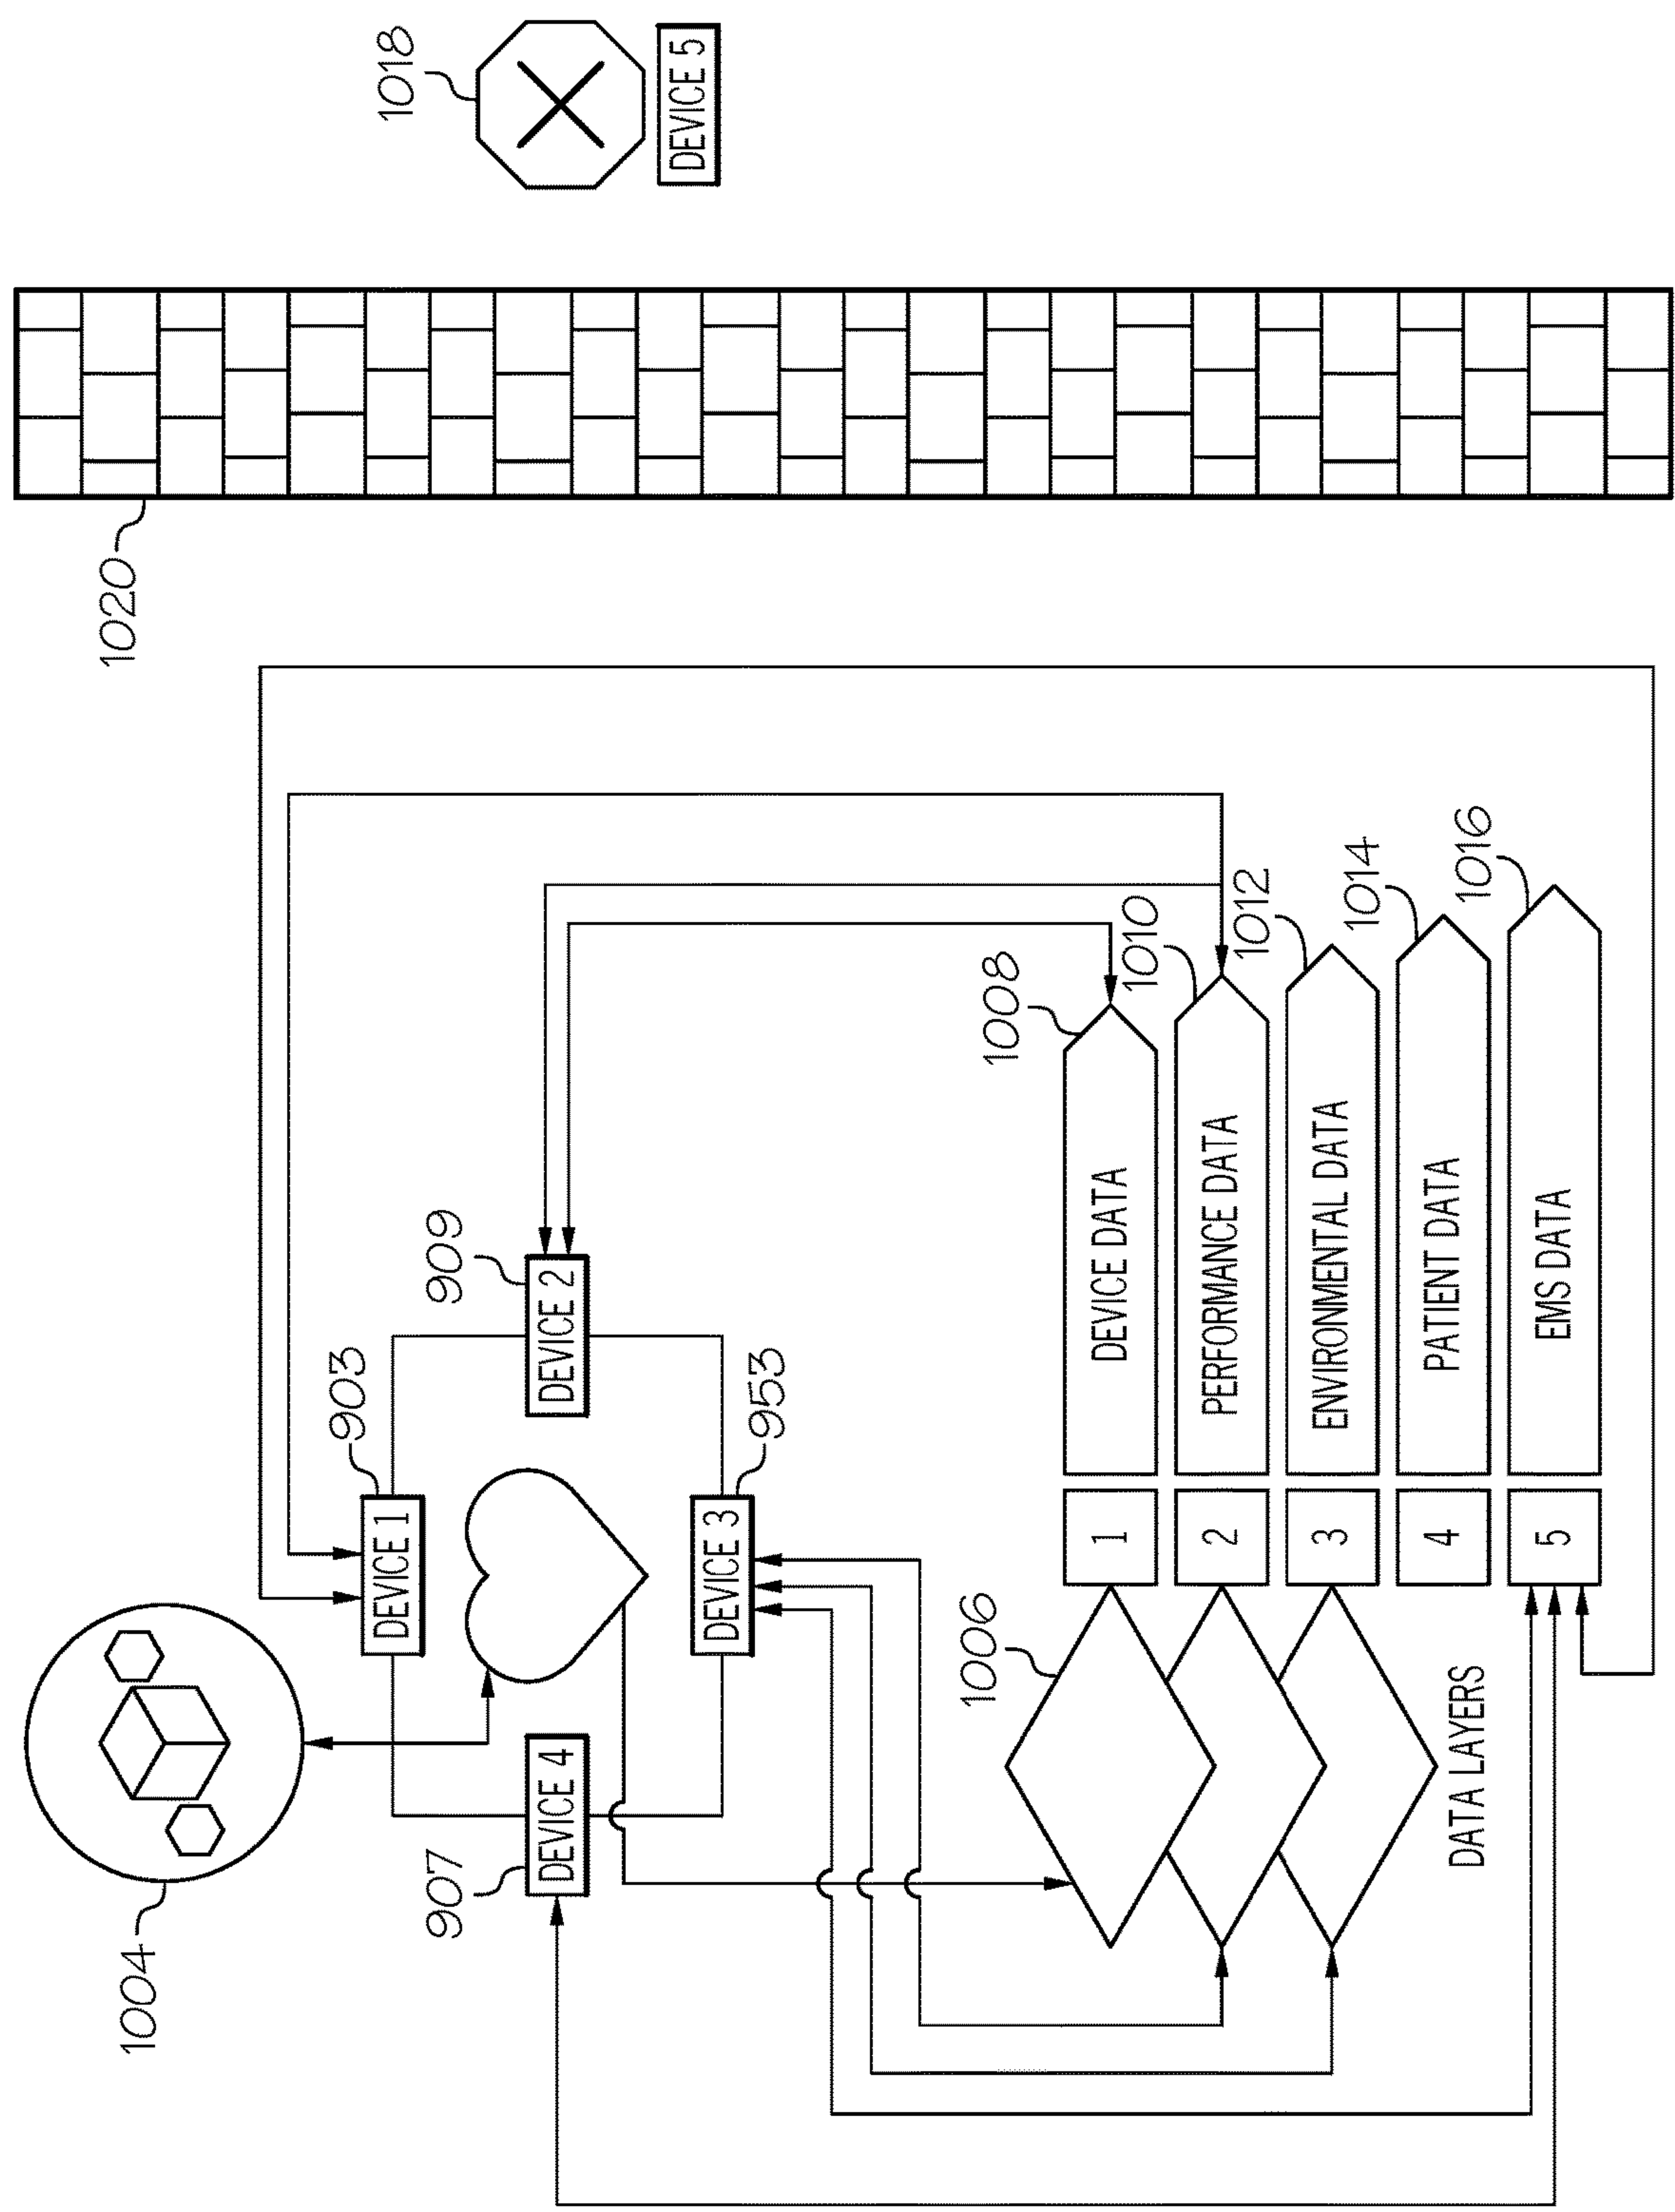 1004
907
DEVICE 4
903
DEVICE 1
909
DEVICE 2
953
DEVICE 3
1006
DATA LAYERS
1
DEVICE DATA
1008
2
PERFORMANCE DATA
1010
3
ENVIRONMENTAL DATA
1012
4
PATIENT DATA
1014
5
EMS DATA
1016
1020
1018
DEVICE 5